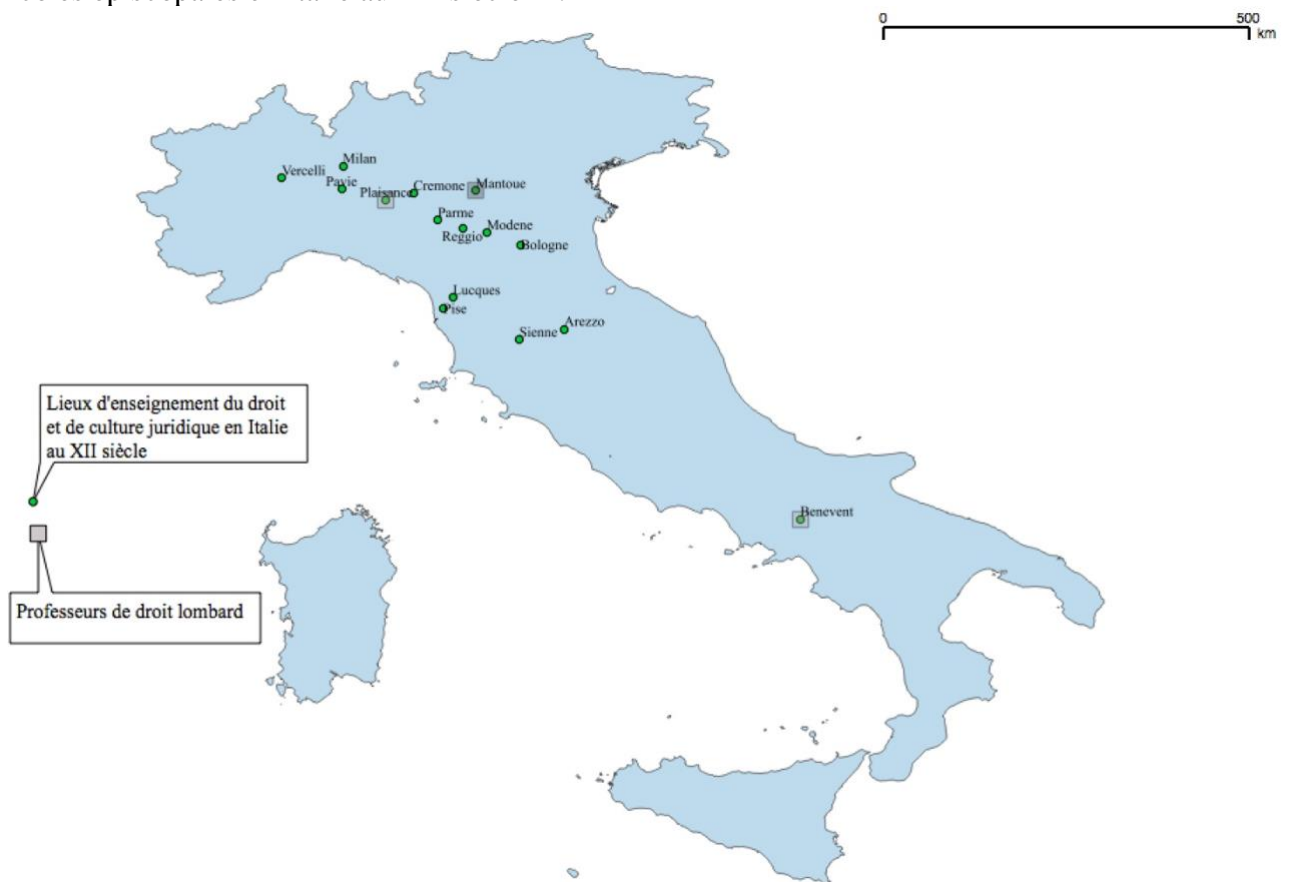 0 500
km
Milan
Vercelli
Pavie
Plaisance
Cremone
Mantoue
Parme
Reggio
Modene
Bologne
Lucques
Pise
Sienne
Arezzo
Lieux d'enseignement du droit
et de culture juridique en Italie
au XII siècle
Benevent
Professeurs de droit lombard